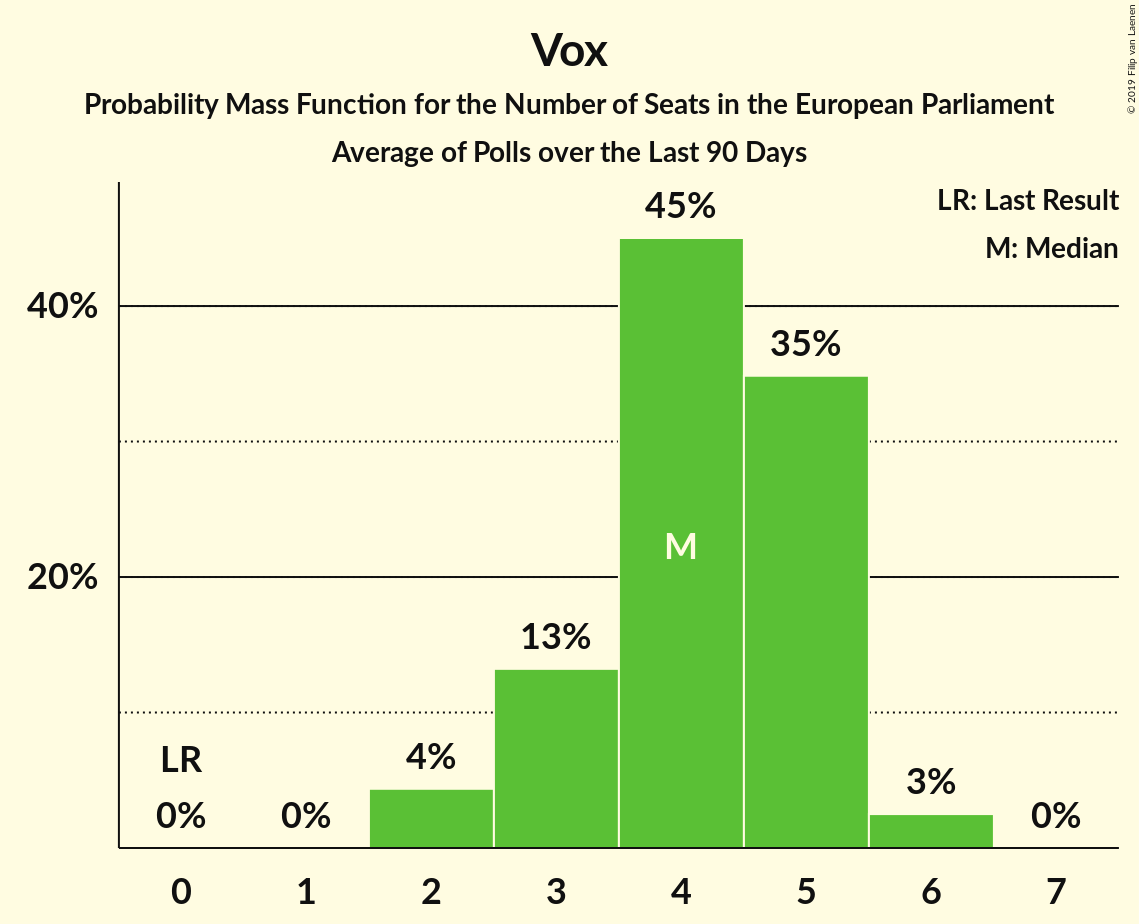 Vox
Probability Mass Function for the Number of Seats in the European Parliament
Average of Polls over the Last 90 Days
© 2019 Filip van Laenen
LR: Last Result
M: Median
45%
40%
35%
M
20%
13%
LR
4%
3%
0%
0%
0%
0 1 2 3 4 5 6 7